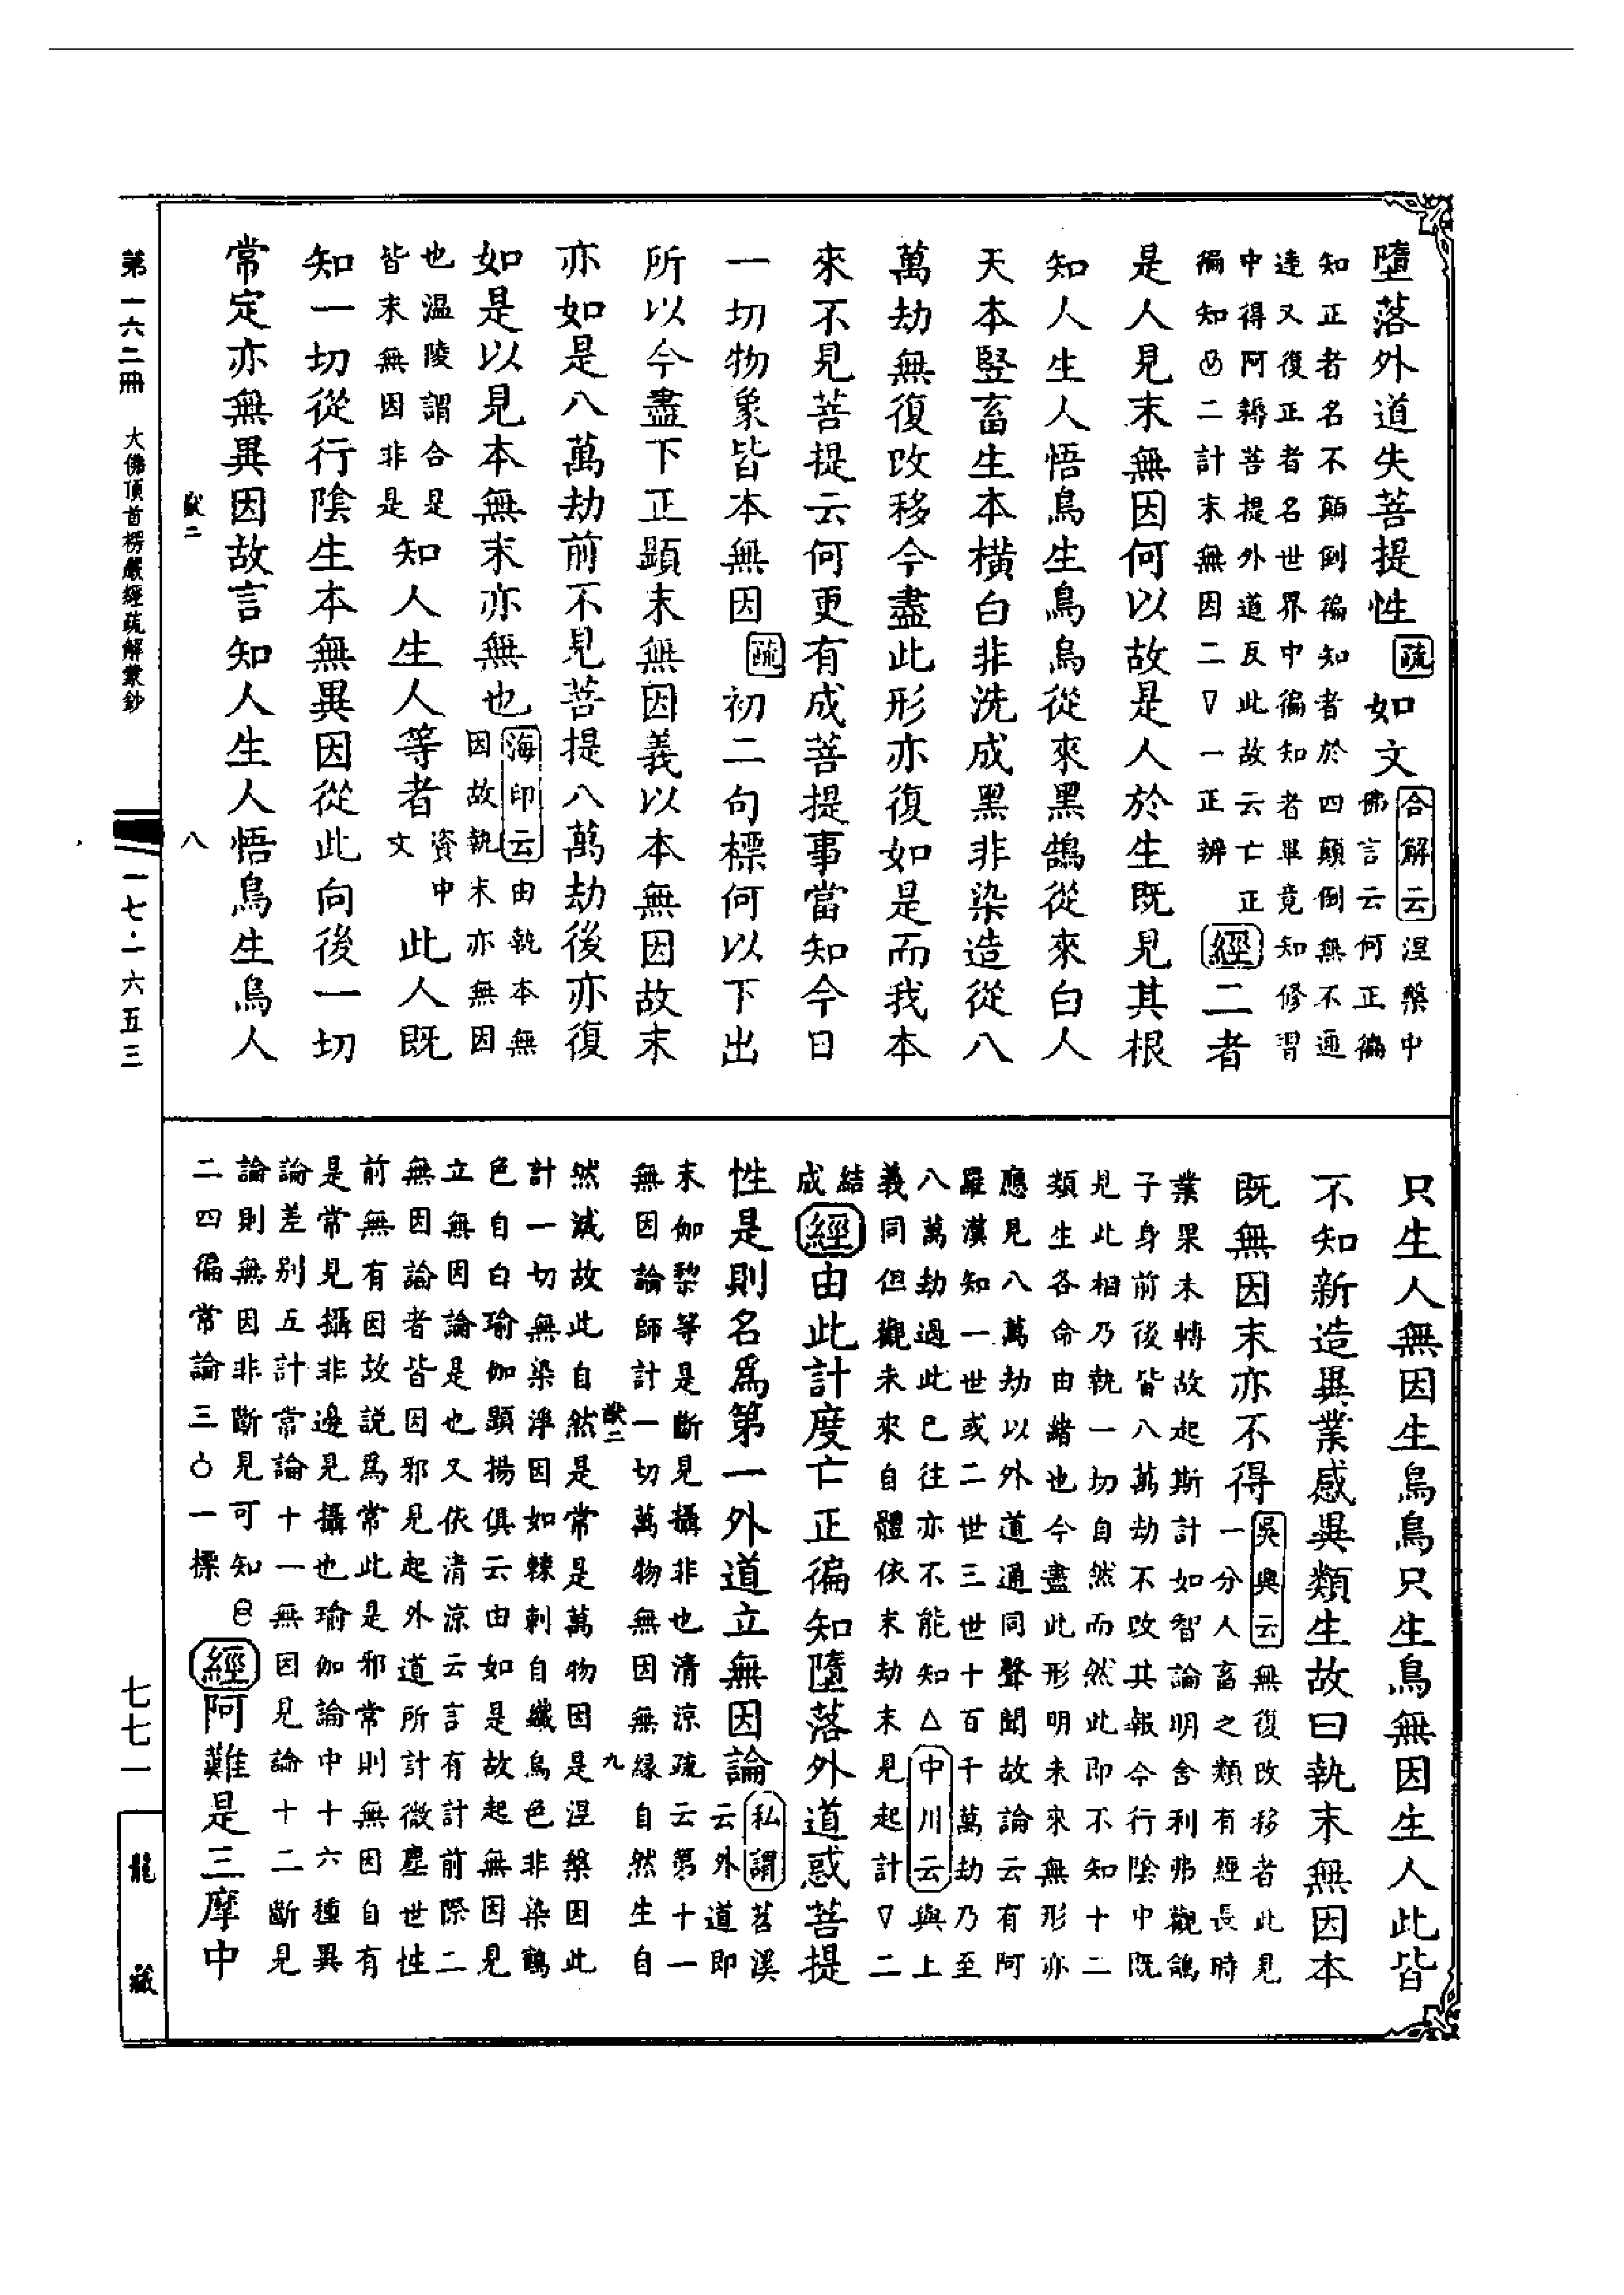 墮落外道失菩提性疏如文合解云涅槃中
佛言云何正徧
知正者名不顛倒徧知者於四顛倒無不通
達又復正者名世界中徧知者畢竟知修習
中得阿耨菩提外道反此故云亡正
徧知㊁二計末無因二▽一正辨經二者
是人見末無因何以故是人於生既見其根
知人生人悟鳥生鳥烏從來黑鵠從來白人
天本豎畜生本橫白非洗成黑非染造從八
萬劫無復改移今盡此形亦復如是而我本
來不見菩提云何更有成菩提事當知今日
一切物象皆本無因疏初二句標何以下出
所以今盡下正顯末無因義以本無因故末
亦如是八萬劫前不見菩提八萬劫後亦復
如是以見本無末亦無也海印云由執本無
因故執末亦無因
也溫陵謂合是
皆末無因非是知人生人等者資中
文此人既
知一切從行陰生本無異因從此向後一切
常定亦無異因故言知人生人悟鳥生鳥人
只生人無因生鳥鳥只生鳥無因生人此皆
不知新造異業感異類生故曰執末無因本
既無因末亦不得吳興云無復改移者此見
一分人畜之類有經長時
業果未轉故起斯計如智論明舍利弗觀鴿
子身前後皆八萬劫不改其報今行陰中既
見此相乃執一切自然而然此即不知十二
類生各命由緒也今盡此形明未來無形亦
應見八萬劫以外道通同聲聞故論云有阿
羅漢知一世或二世三世十百千萬劫乃至
八萬劫過此已往亦不能知△中川云與上
義同但觀未來自體依末劫末見起計▽二
結
成經由此計度亡正徧知墮落外道惑菩提
性是則名爲第一外道立無因論私謂苕溪
云外道即
末伽黎等是斷見攝非也清涼疏云第十一
無因論師計一切萬物無因無緣自然生自
然滅故此自然是常是萬物因是涅槃因此
計一切無染淨因如棘刺自纖烏色非染鶴
色自白瑜伽顯揚俱云由如是故起無因見
立無因論是也又依清涼云言有計前際二
無因論者皆因邪見起外道所計微塵世性
前無有因故說爲常此是邪常則無因自有
是常見攝非邊見攝也瑜伽論中十六種異
論差別五計常論十一無因見論十二斷見
論則無因非斷見可知㊂
二四徧常論三○一標經阿難是三摩中
第一六二冊 大佛頂首楞嚴經疏解蒙鈔
獻二
八
一七·一六五三
獻二
九
七七一
龍藏